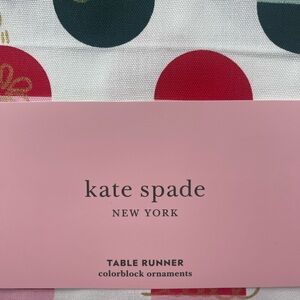 kate spade
NEW YORK
TABLE RUNNER
colorblock ornaments